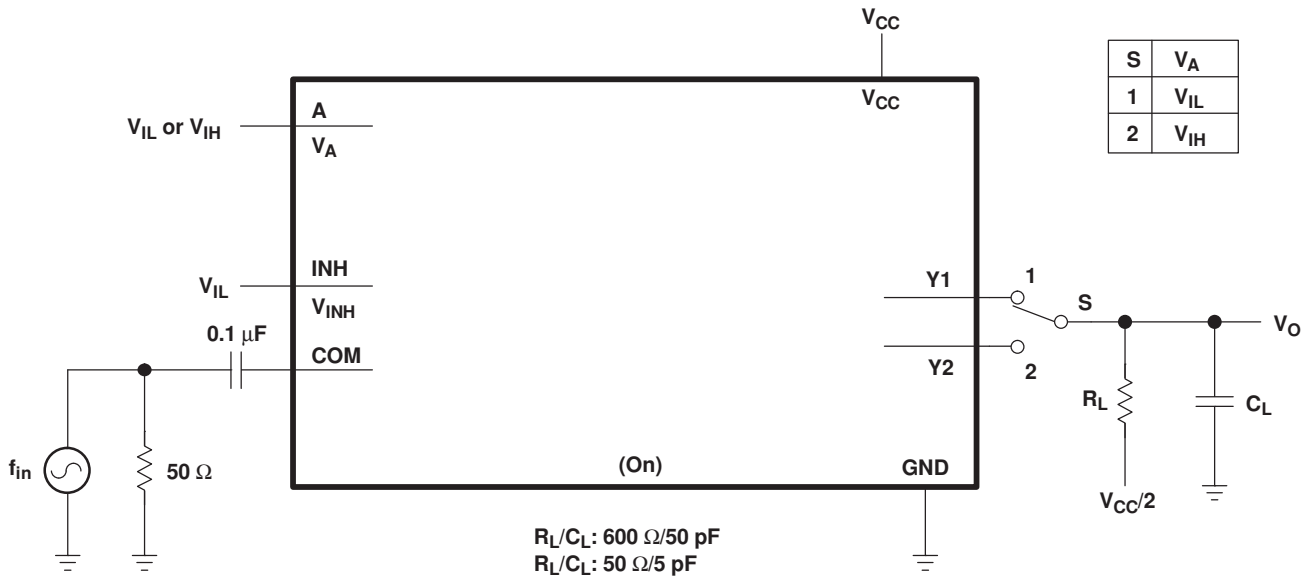 VCC
VCC
S VA
1 VIL
2 VIH
A
VIL or VIH
VA
INH
VIL
VINH
0.1 μF
COM
Y1
1
S
VO
Y2
2
RL
CL
fin
50 Ω
(On)
GND
VCC/2
RL/CL: 600 Ω/50 pF
RL/CL: 50 Ω/5 pF